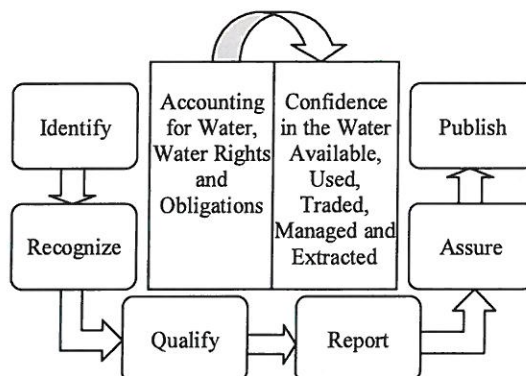 Identify
Recognize
Accounting
for Water,
Water Rights
and
Obligations
Confidence
in the Water
Available,
Used,
Traded,
Managed and
Extracted
Publish
Assure
Qualify
Report